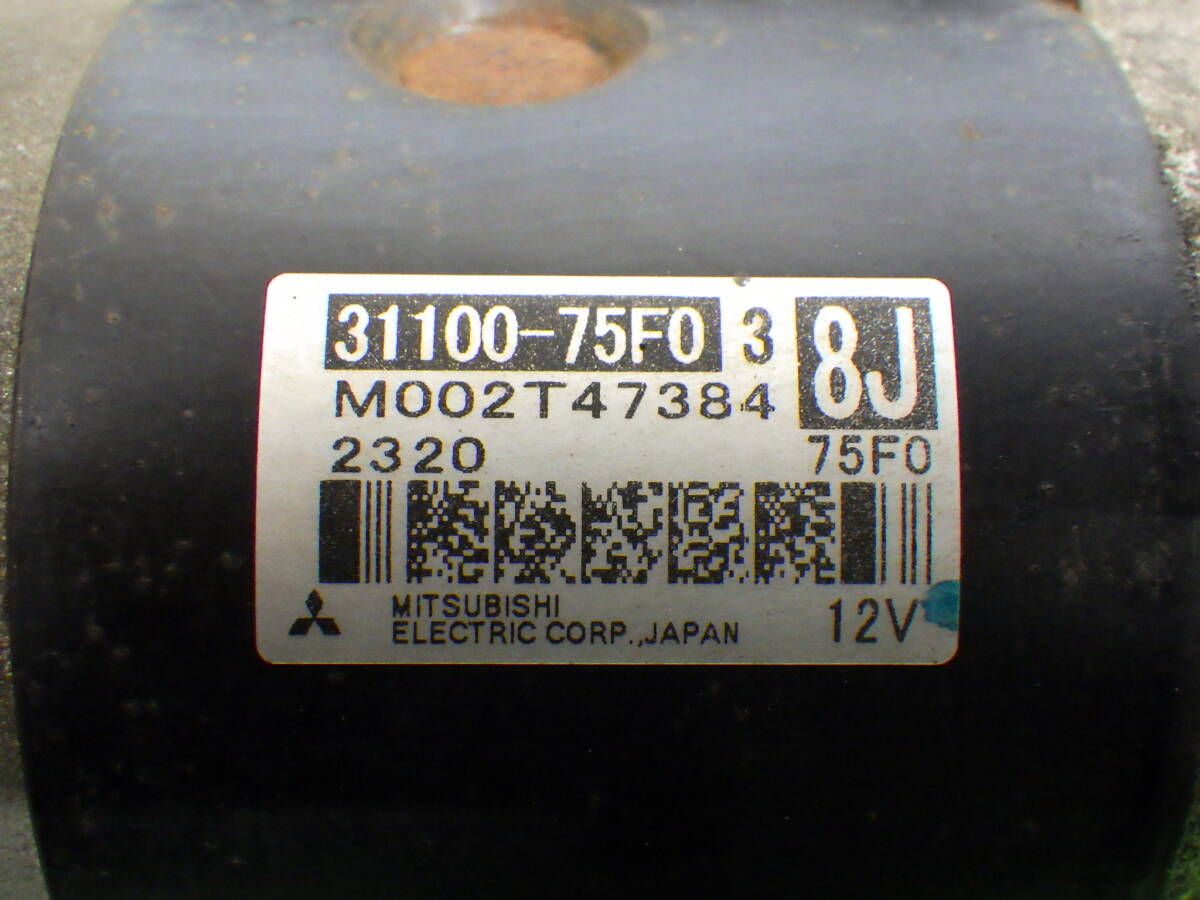 31100-75F0 3 8J
M002T47384
2320 75F0
MITSUBISHI
ELECTRIC CORP.,JAPAN 12V